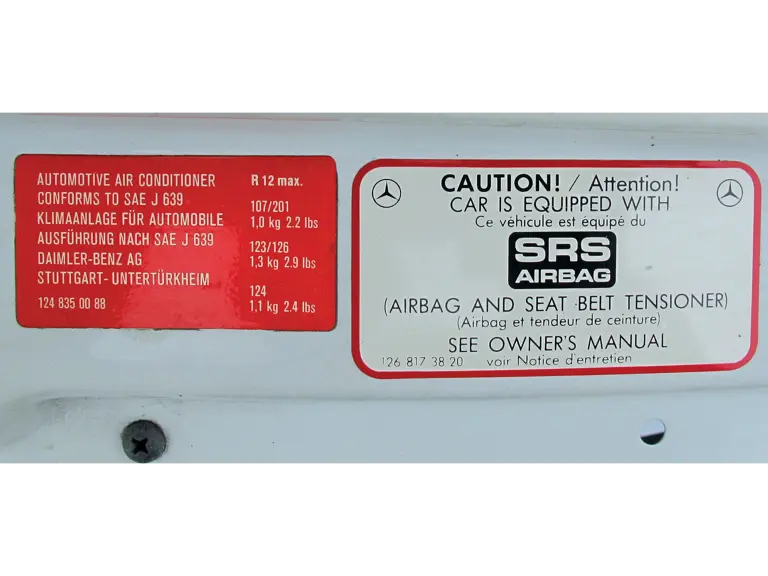 AUTOMOTIVE AIR CONDITIONER
CONFORMS TO SAE J 639
KLIMAANLAGE FÜR AUTOMOBILE
AUSFÜHRUNG NACH SAE J 639
DAIMLER-BENZ AG
STUTTGART-UNTERTÜRKHEIM
124 835 00 88
R 12 max.
107/201
1,0 kg 2.2 lbs
123/126
1,3 kg 2.9 lbs
124
1,1 kg 2.4 lbs
CAUTION! / Attention!
CAR IS EQUIPPED WITH
Ce véhicule est équipé du
SRS
AIRBAG
(AIRBAG AND SEAT BELT TENSIONER)
(Airbag et tendeur de ceinture)
SEE OWNER'S MANUAL
126 817 38 20 voir Notice d'entretien